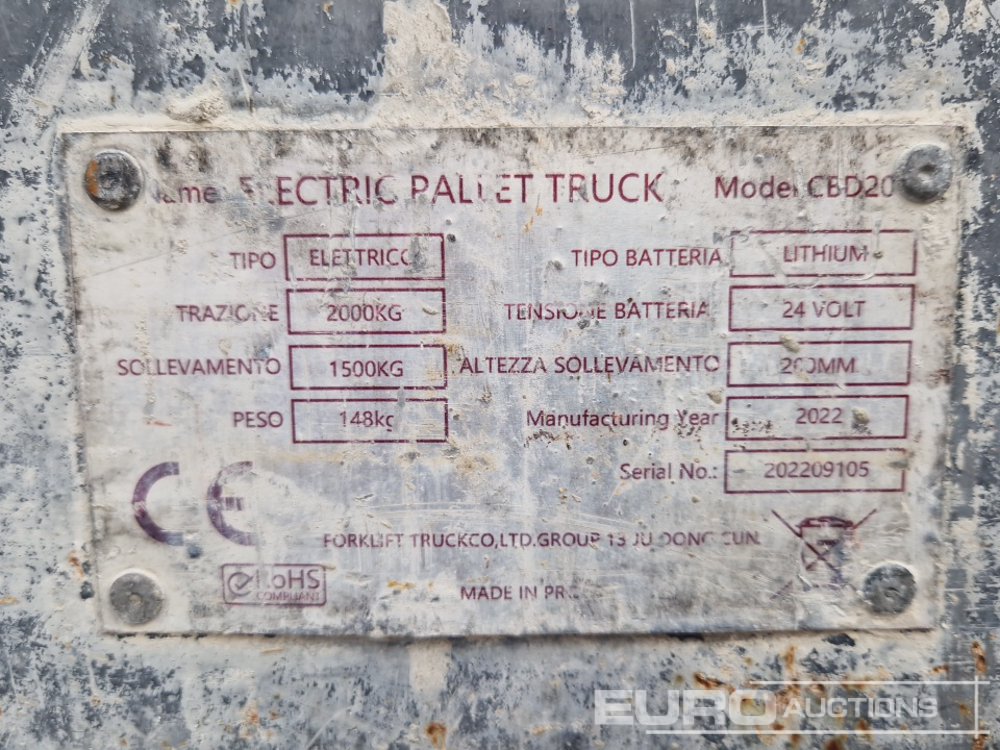 ELECTRIC PALLET TRUCK Model CBD20
TIPO ELETTRICO TIPO BATTERIA LITHIUM
TRAZIONE 2000KG TENSIONE BATTERIA 24 VOLT
SOLLEVAMENTO 1500KG ALTEZZA SOLLEVAMENTO 200MM
PESO 148kg Manufacturing Year 2022
Serial No.: 202209105
CE
FORKLIFT TRUCKCO,LTD.GROUP 13 JU DONG CUN
RoHS
COMPLIANT
MADE IN
EURO AUCTIONS